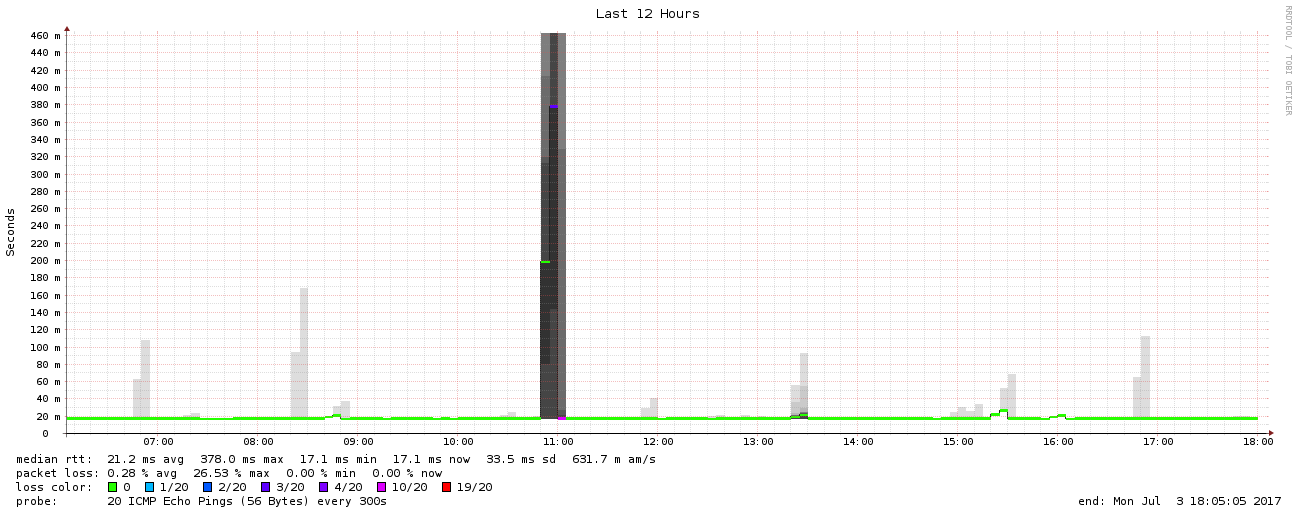 Last 12 Hours
RRDTOOL / TOBI OETIKER
Seconds
460 m
440 m
420 m
400 m
380 m
360 m
340 m
320 m
300 m
280 m
260 m
240 m
220 m
200 m
180 m
160 m
140 m
120 m
100 m
80 m
60 m
40 m
20 m
0
07:00 08:00 09:00 10:00 11:00 12:00 13:00 14:00 15:00 16:00 17:00 18:00
median rtt: 21.2 ms avg 378.0 ms max 17.1 ms min 17.1 ms now 33.5 ms sd 631.7 m am/s
packet loss: 0.28 % avg 26.53 % max 0.00 % min 0.00 % now
loss color: 0 1/20 2/20 3/20 4/20 10/20 19/20
probe: 20 ICMP Echo Pings (56 Bytes) every 300s end: Mon Jul 3 18:05:05 2017